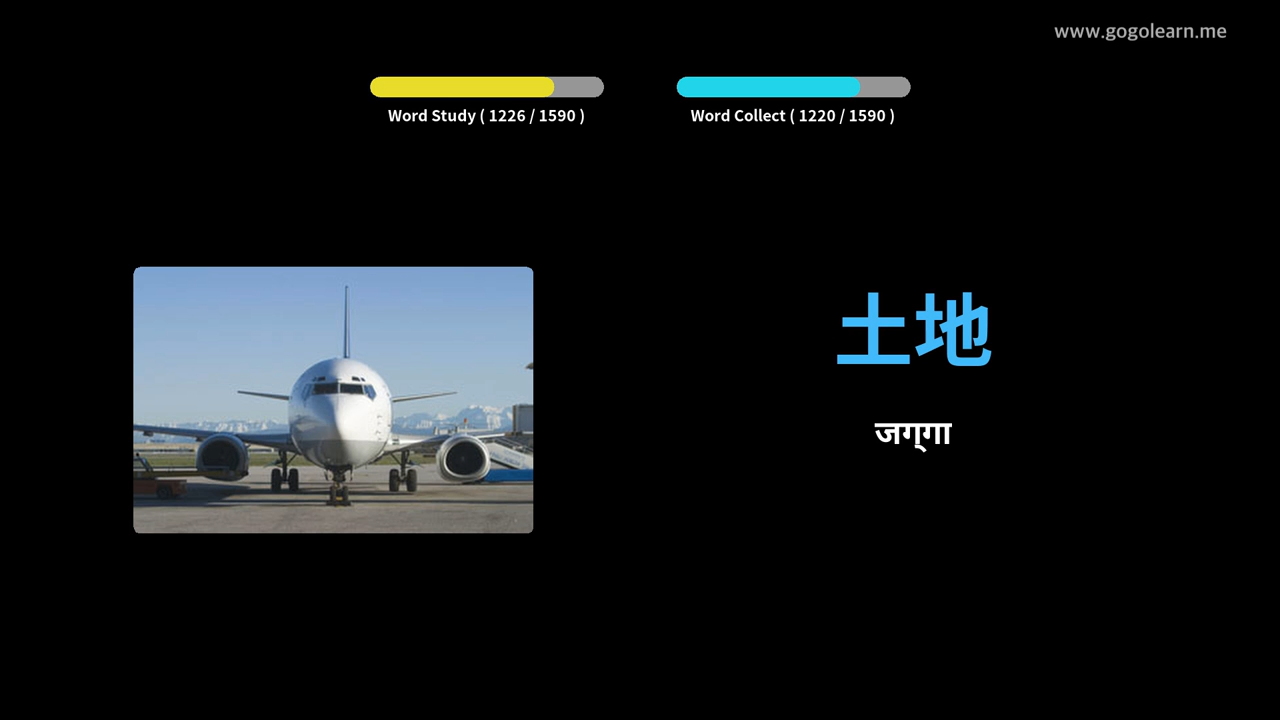 www.gogolearn.me
Word Study ( 1226 / 1590 )
Word Collect ( 1220 / 1590 )
土地
जग्गा